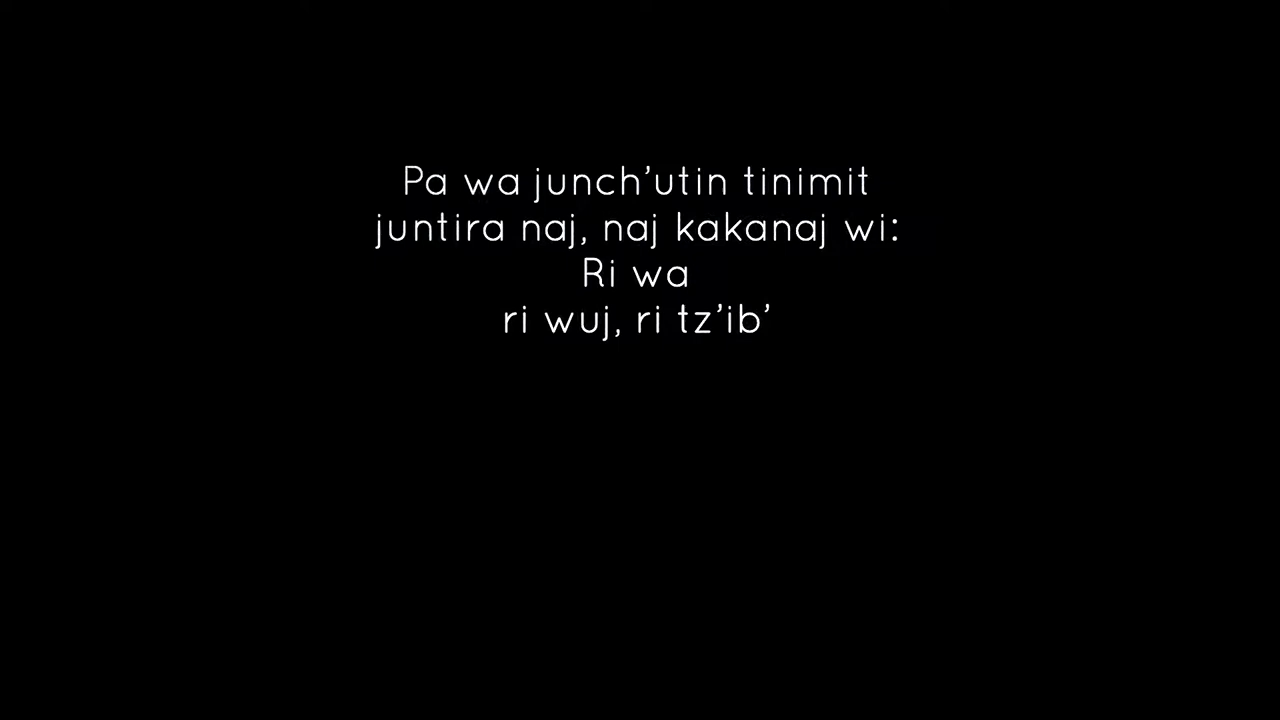 Pa wa junch’utin tinimit
juntira naj, naj kakanaj wi:
Ri wa
ri wuj, ri tz’ib’